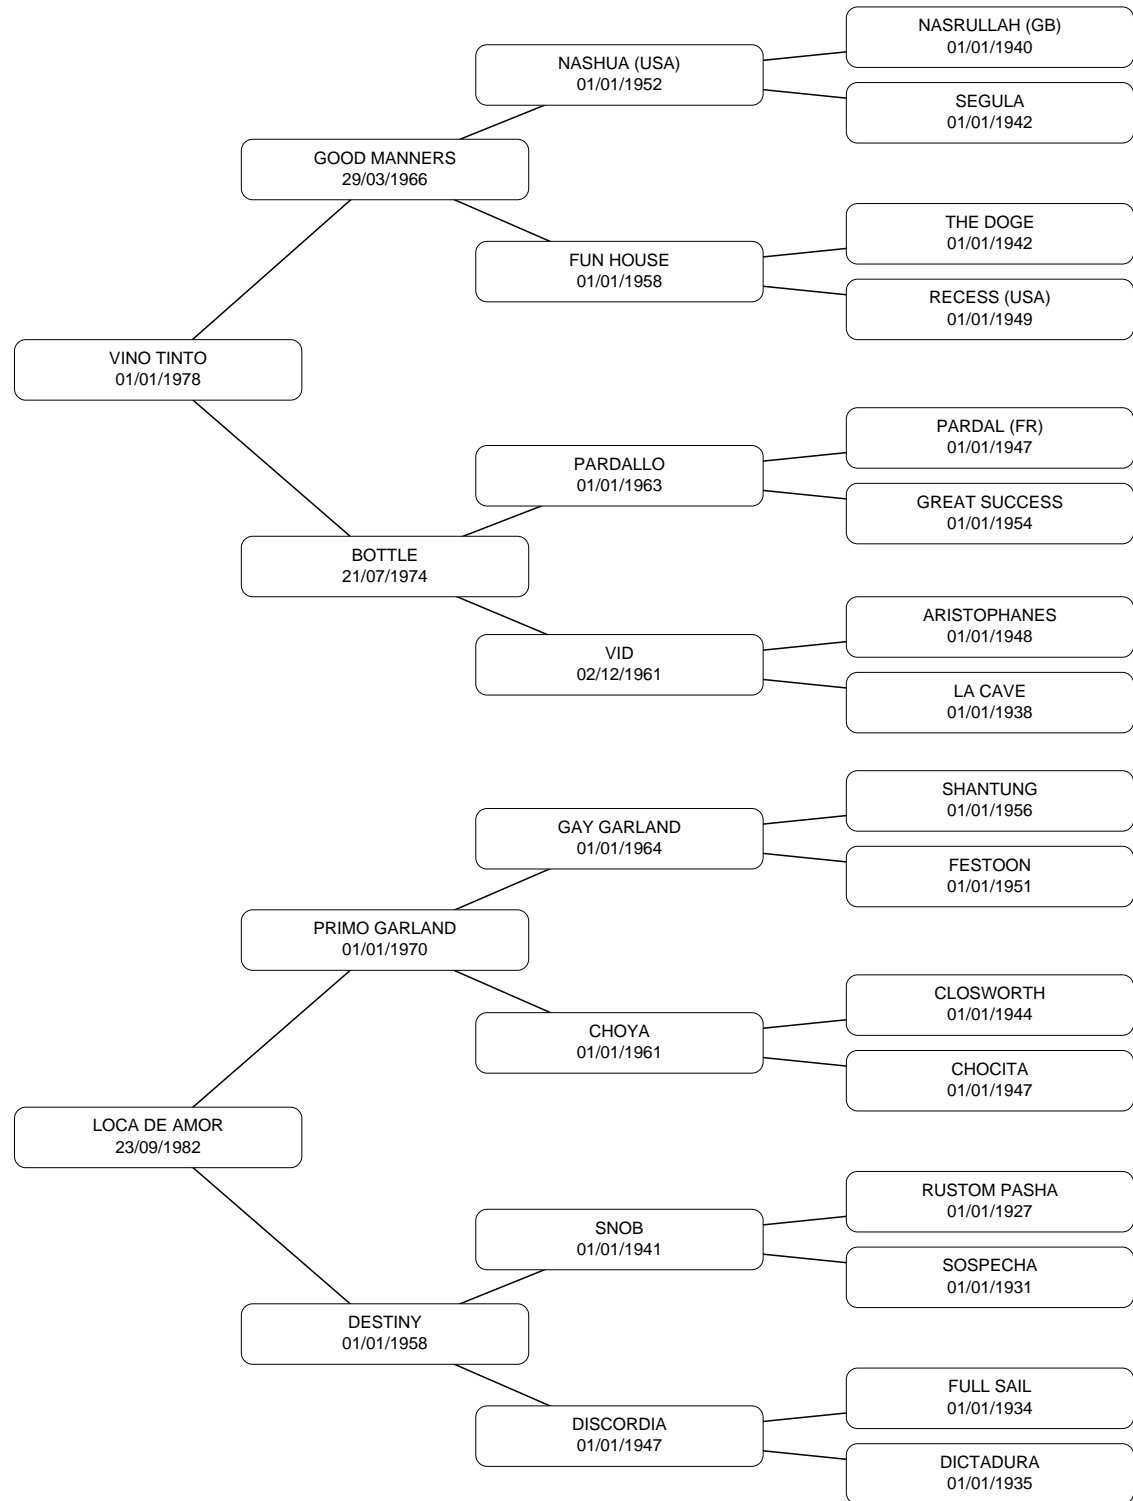 NASRULLAH (GB)
01/01/1940
NASHUA (USA)
01/01/1952
SEGULA
01/01/1942
GOOD MANNERS
29/03/1966
THE DOGE
01/01/1942
FUN HOUSE
01/01/1958
RECESS (USA)
01/01/1949
VINO TINTO
01/01/1978
PARDAL (FR)
01/01/1947
PARDALLO
01/01/1963
GREAT SUCCESS
01/01/1954
BOTTLE
21/07/1974
ARISTOPHANES
01/01/1948
VID
02/12/1961
LA CAVE
01/01/1938
SHANTUNG
01/01/1956
GAY GARLAND
01/01/1964
FESTOON
01/01/1951
PRIMO GARLAND
01/01/1970
CLOSWORTH
01/01/1944
CHOYA
01/01/1961
CHOCITA
01/01/1947
LOCA DE AMOR
23/09/1982
RUSTOM PASHA
01/01/1927
SNOB
01/01/1941
SOSPECHA
01/01/1931
DESTINY
01/01/1958
FULL SAIL
01/01/1934
DISCORDIA
01/01/1947
DICTADURA
01/01/1935